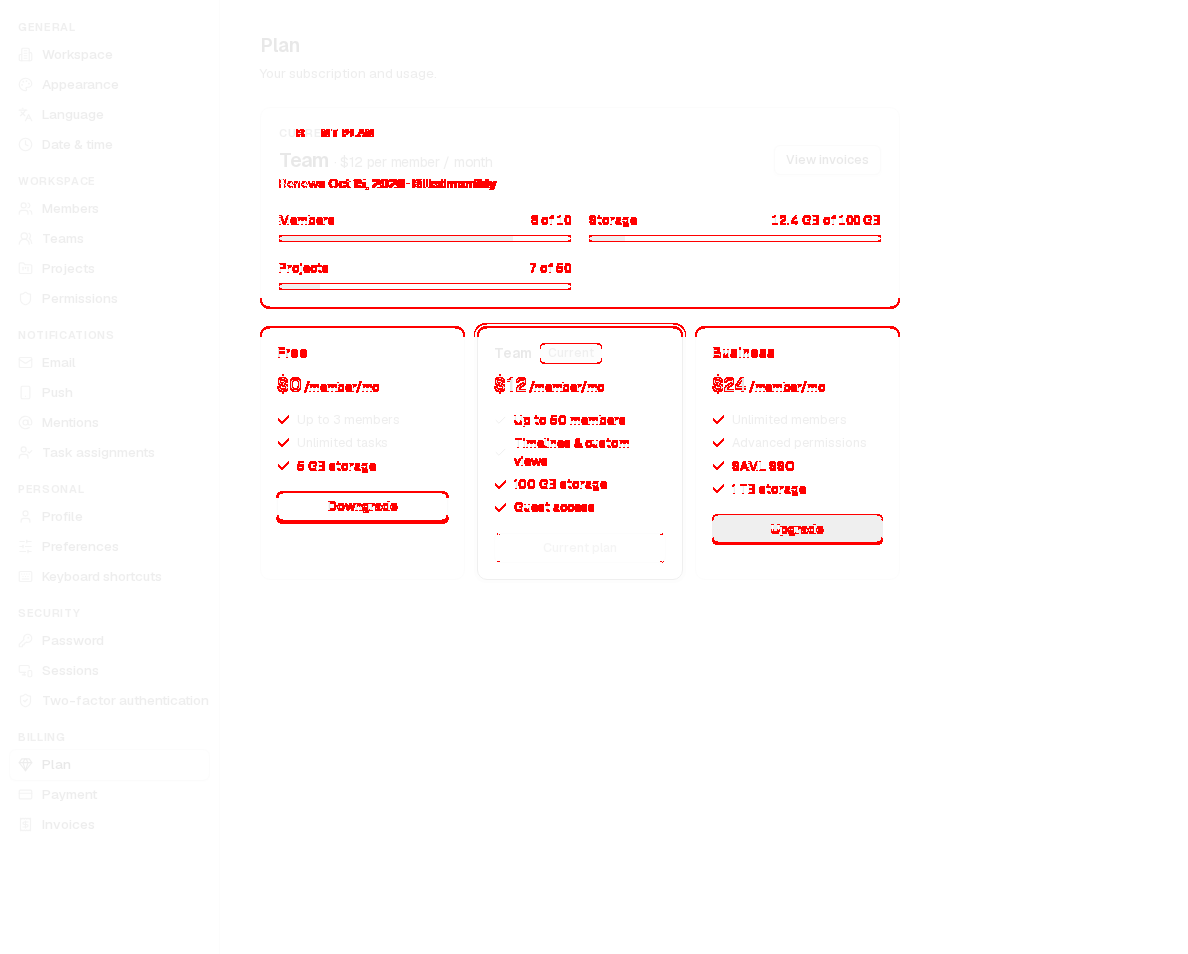 GENERAL
Workspace
Appearance
Language
Date & time
WORKSPACE
Members
Teams
Projects
Permissions
NOTIFICATIONS
Email
Push
Mentions
Task assignments
PERSONAL
Profile
Preferences
Keyboard shortcuts
SECURITY
Password
Sessions
Two-factor authentication
BILLING
Plan
Payment
Invoices
Plan
Your subscription and usage.
CURRENT PLAN
Team · $12 per member / month
View invoices
Renews Oct 15, 2026 · Billed monthly
Members
8 of 10
Storage
12.4 GB of 100 GB
Projects
7 of 50
Free
$0 /member/mo
Up to 3 members
Unlimited tasks
5 GB storage
Downgrade
Team
Current
$12 /member/mo
Up to 50 members
Timelines & custom
views
100 GB storage
Guest access
Current plan
Business
$24 /member/mo
Unlimited members
Advanced permissions
SAML SSO
1 TB storage
Upgrade